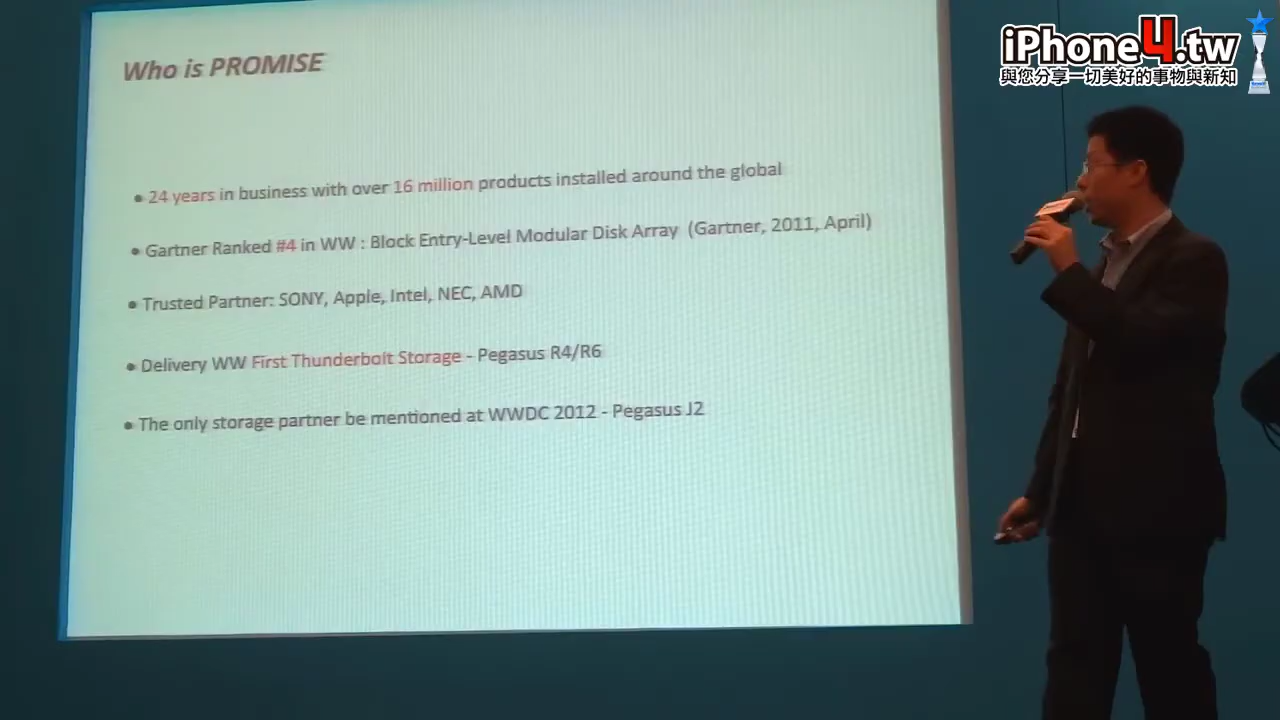 iPhone4.tw
與您分享一切美好的事物與新知
Who is PROMISE
• 24 years in business with over 16 million products installed around the global
• Gartner Ranked #4 in WW : Block Entry-Level Modular Disk Array (Gartner, 2011, April)
• Trusted Partner: SONY, Apple, Intel, NEC, AMD
• Delivery WW First Thunderbolt Storage - Pegasus R4/R6
• The only storage partner be mentioned at WWDC 2012 - Pegasus J2